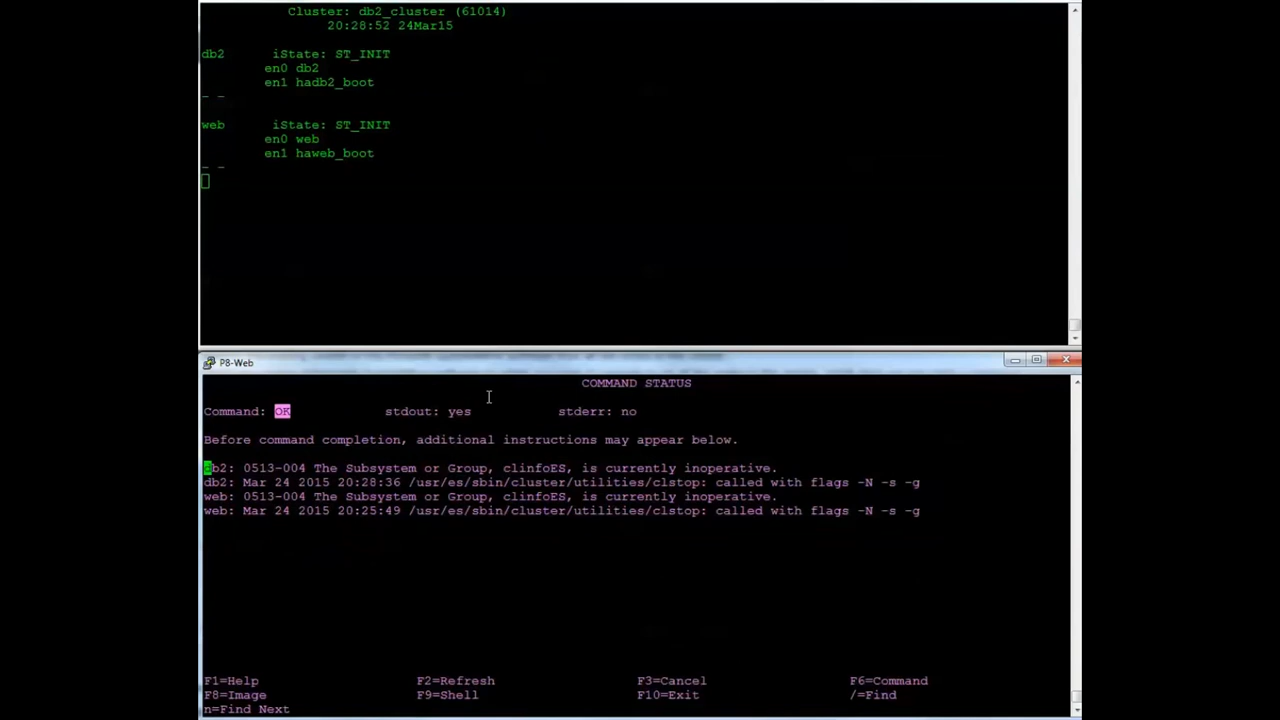 Cluster: db2_cluster (61014)
20:28:52 24Mar15
db2 iState: ST_INIT
en0 db2
en1 hadb2_boot
- -
web iState: ST_INIT
en0 web
en1 haweb_boot
- -
P8-Web
COMMAND STATUS
Command: OK stdout: yes stderr: no
Before command completion, additional instructions may appear below.
db2: 0513-004 The Subsystem or Group, clinfoES, is currently inoperative.
db2: Mar 24 2015 20:28:36 /usr/es/sbin/cluster/utilities/clstop: called with flags -N -s -g
web: 0513-004 The Subsystem or Group, clinfoES, is currently inoperative.
web: Mar 24 2015 20:25:49 /usr/es/sbin/cluster/utilities/clstop: called with flags -N -s -g
F1=Help F2=Refresh F3=Cancel F6=Command
F8=Image F9=Shell F10=Exit /=Find
n=Find Next